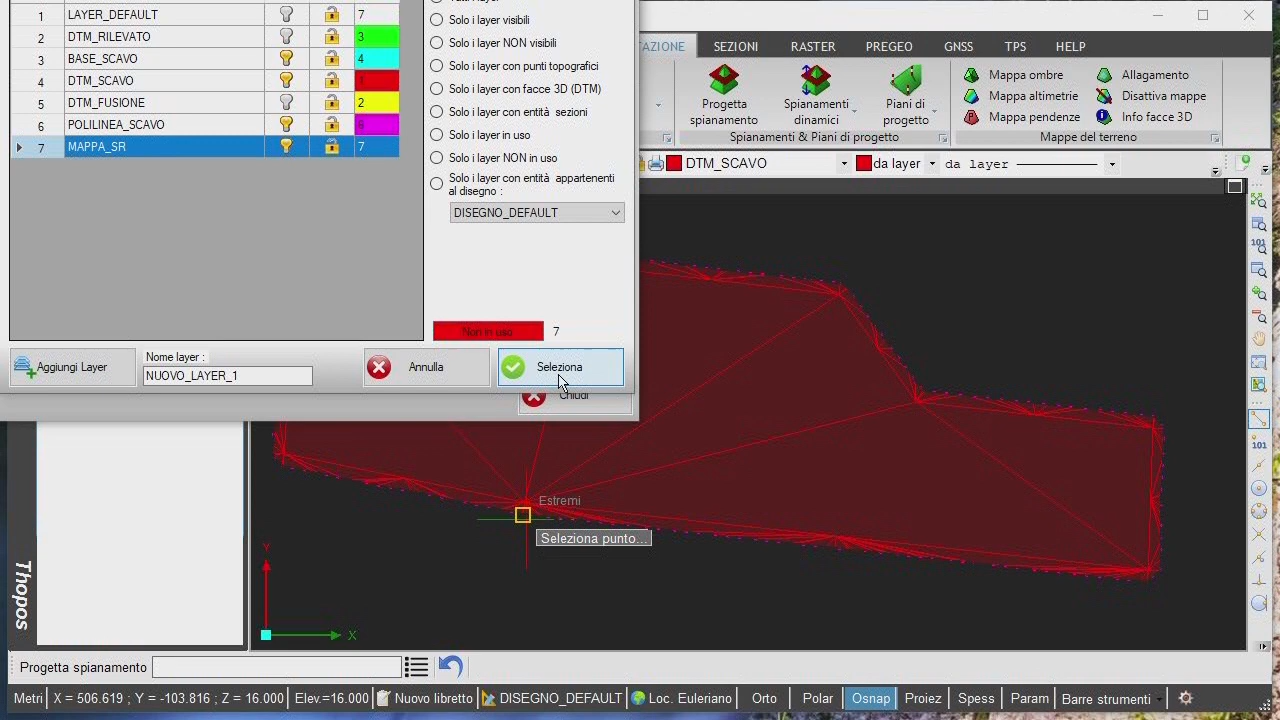 1 LAYER_DEFAULT 7
2 DTM_RILEVATO 3
3 BASE_SCAVO 4
4 DTM_SCAVO
5 DTM_FUSIONE 2
6 POLILINEA_SCAVO 6
7 MAPPA_SR 7
Solo i layer visibili
Solo i layer NON visibili
Solo i layer con punti topografici
Solo i layer con facce 3D (DTM)
Solo i layer con entità sezioni
Solo i layer in uso
Solo i layer NON in uso
Solo i layer con entità appartenenti
al disegno :
DISEGNO_DEFAULT
Non in uso 7
Aggiungi Layer
Nome layer :
NUOVO_LAYER_1
Annulla
Seleziona
Chiudi
TAZIONE SEZIONI RASTER PREGEO GNSS TPS HELP
Progetta
spianamento
Spianamenti
dinamici
Piani di
progetto
Spianamenti & Piani di progetto
Mappa ombre
Mappa altimetrie
Mappa pendenze
Allagamento
Disattiva mappe
Info facce 3D
Mappe del terreno
DTM_SCAVO da layer da layer
101
101
Estremi
Seleziona punto...
Y
X
Thopos
Progetta spianamento
Metri X = 506.619 ; Y = -103.816 ; Z = 16.000 Elev.=16.000 Nuovo libretto DISEGNO_DEFAULT Loc. Euleriano Orto Polar Osnap Proiez Spess Param Barre strumenti